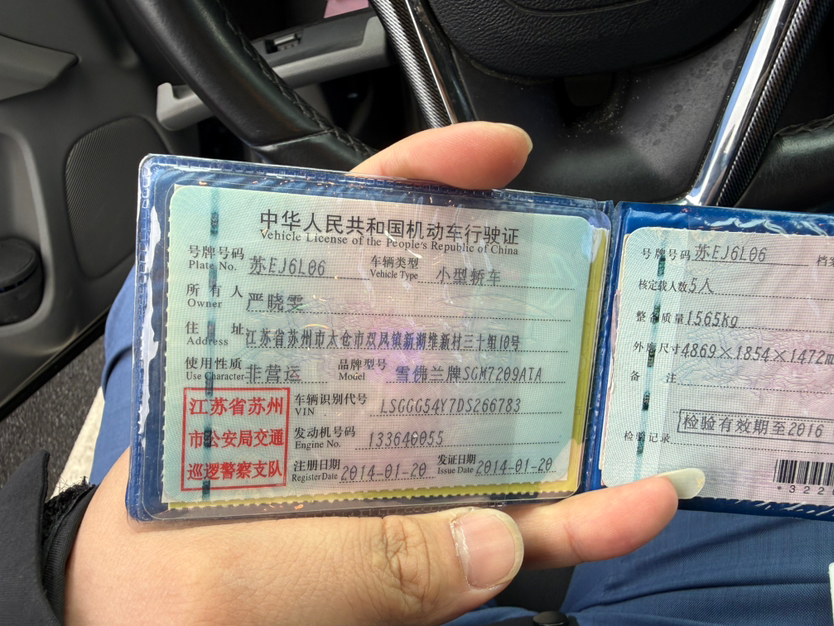 中华人民共和国机动车行驶证
Vehicle License of the People's Republic of China
号牌号码 苏EJ6L06 车辆类型 小型轿车
Plate No. Vehicle Type
所有人 严晓雯
Owner
住址 江苏省苏州市太仓市双凤镇新湖维新村三十组10号
Address
使用性质 非营运 品牌型号 雪佛兰牌SGM7209ATA
Use Character Model
江苏省苏州
市公安局交通
巡逻警察支队
车辆识别代号 LSGGG54Y7DS266783
VIN
发动机号码 133640055
Engine No.
注册日期 2014-01-20 发证日期 2014-01-20
Register Date Issue Date
号牌号码 苏EJ6L06 档案
核定载人数 5人
整备质量 1565kg
外廓尺寸 4869×1854×1472m
备注
检验记录 检验有效期至2016
*322